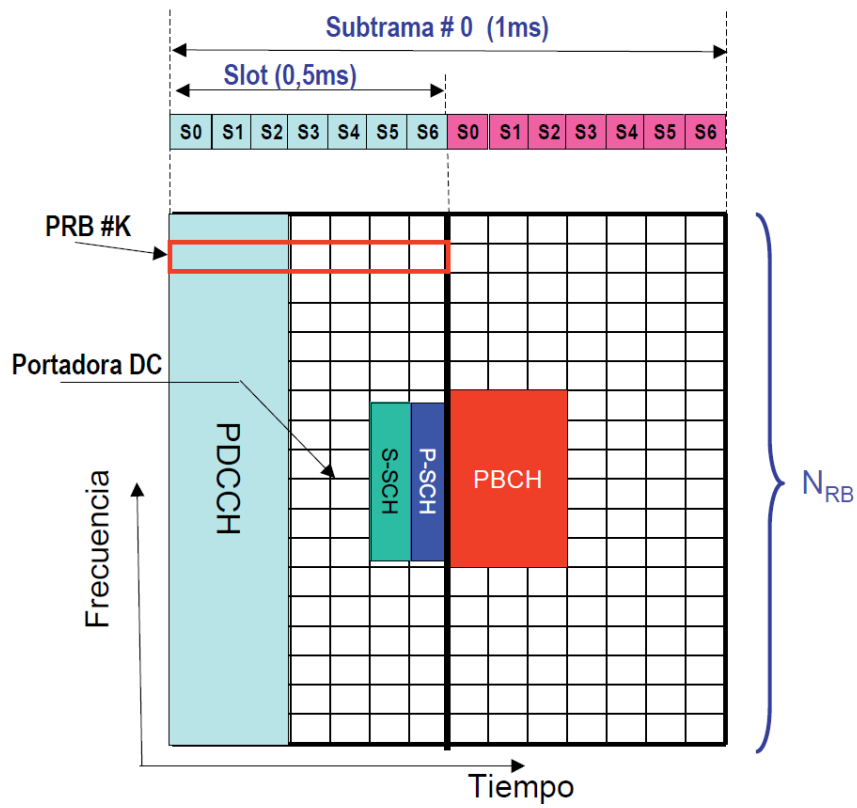 Subtrama # 0 (1ms)
Slot (0,5ms)
S0 S1 S2 S3 S4 S5 S6 S0 S1 S2 S3 S4 S5 S6
PRB #K
Portadora DC
PDCCH
S-SCH
P-SCH
PBCH
N_RB
Frecuencia
Tiempo